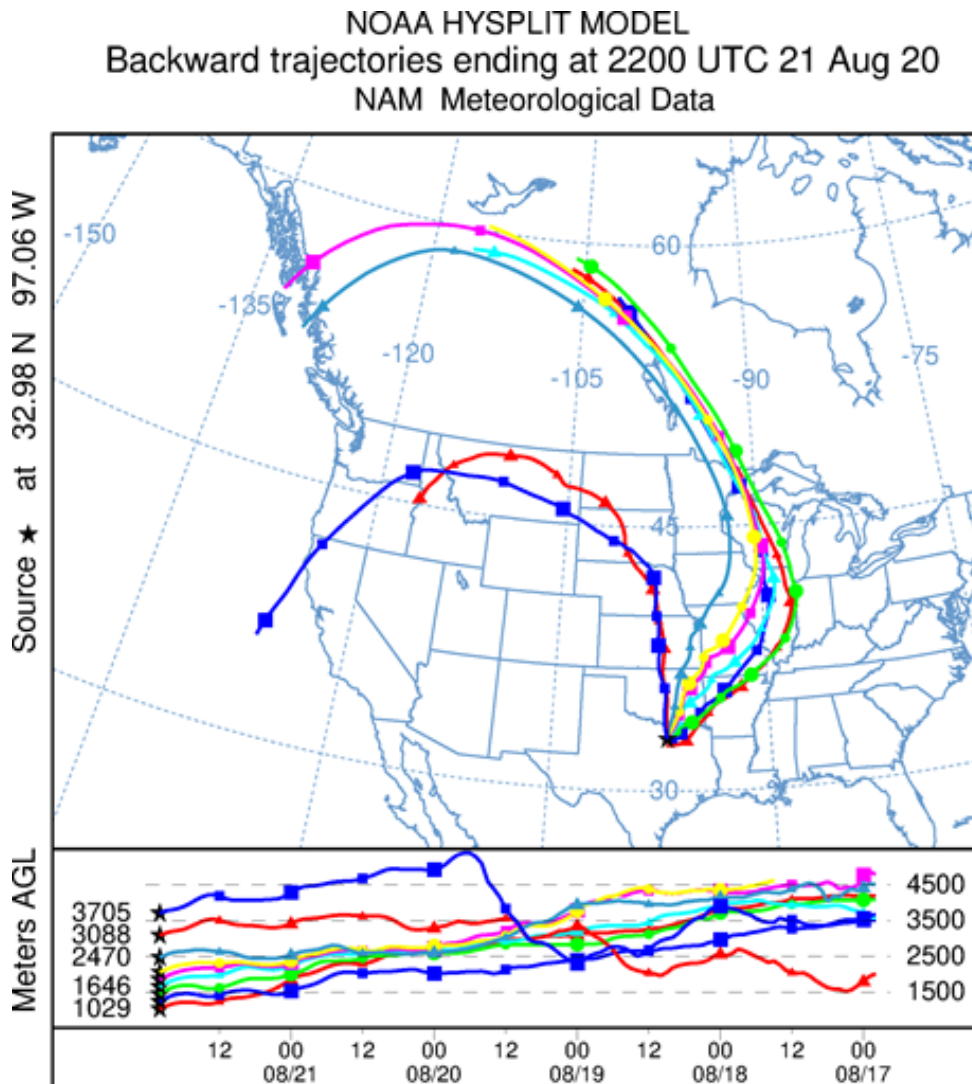 NOAA HYSPLIT MODEL
Backward trajectories ending at 2200 UTC 21 Aug 20
NAM Meteorological Data
Source ★ at 32.98 N 97.06 W
-150
-135
-120
-105
-90
-75
60
45
30
Meters AGL
3705
3088
2470
1646
1029
4500
3500
2500
1500
12 00 12 00 12 00 12 00 12 00
08/21 08/20 08/19 08/18 08/17